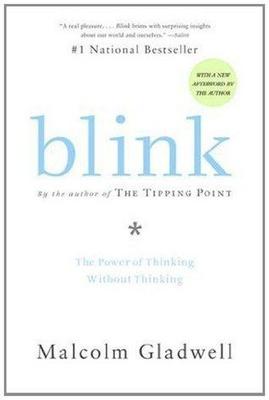 "A real pleasure. . . . Blink brims with surprising insights
about our world and ourselves." —Salon
#1 National Bestseller
WITH A NEW
AFTERWORD BY
THE AUTHOR
blink
By the author of THE TIPPING POINT
*
The Power of Thinking
Without Thinking
Malcolm Gladwell